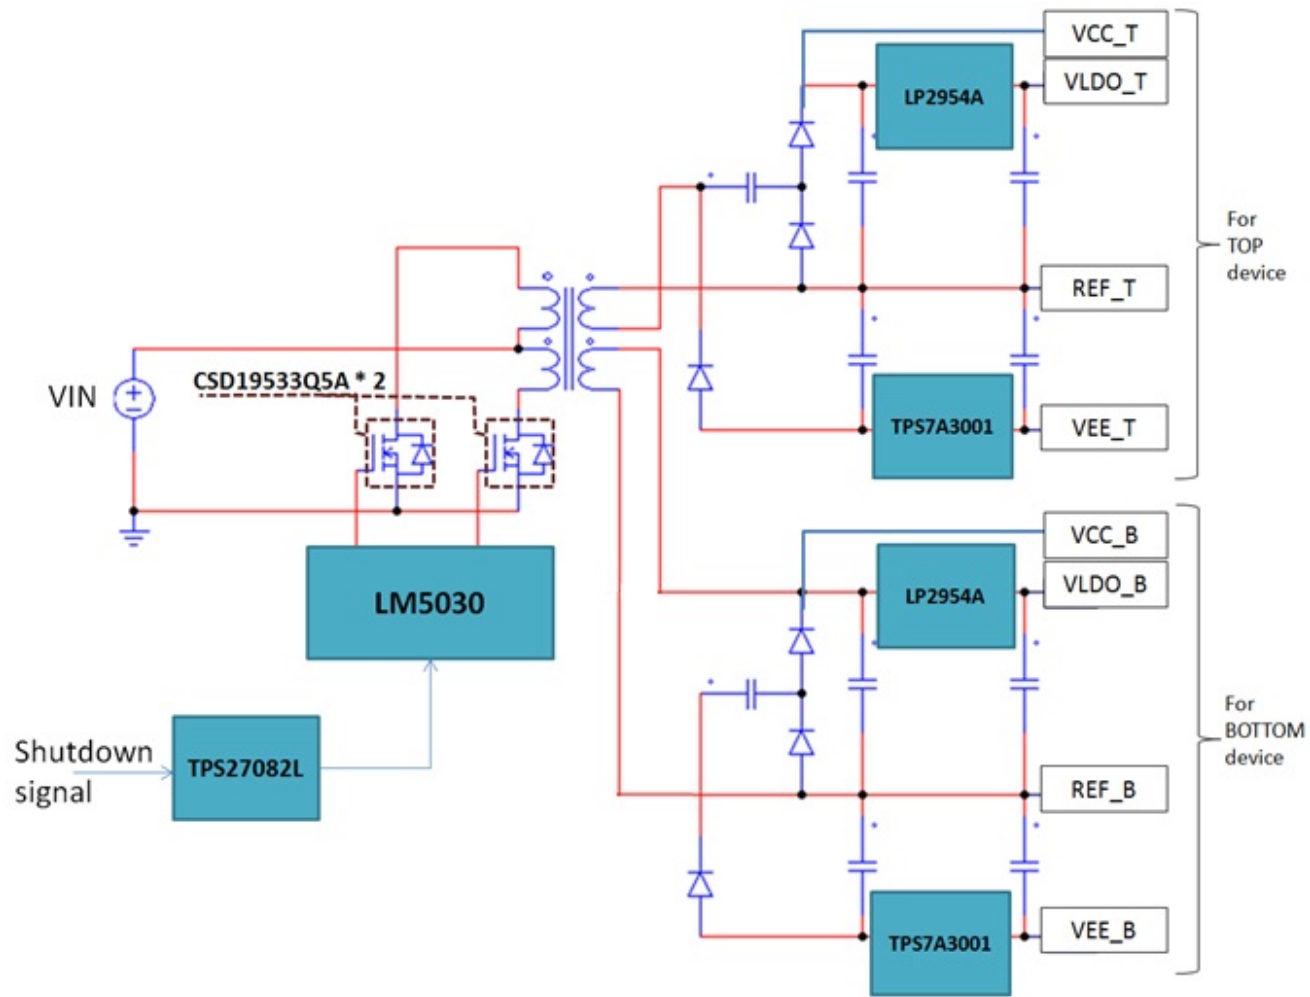 VCC_T
LP2954A
VLDO_T
For
TOP
device
REF_T
VIN
CSD19533Q5A * 2
TPS7A3001
VEE_T
VCC_B
LP2954A
VLDO_B
LM5030
For
BOTTOM
device
Shutdown
signal
TPS27082L
REF_B
TPS7A3001
VEE_B